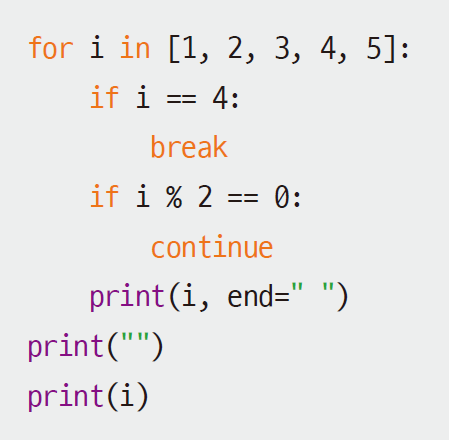 for i in [1, 2, 3, 4, 5]:
    if i == 4:
        break
    if i % 2 == 0:
        continue
    print(i, end=" ")
print("")
print(i)